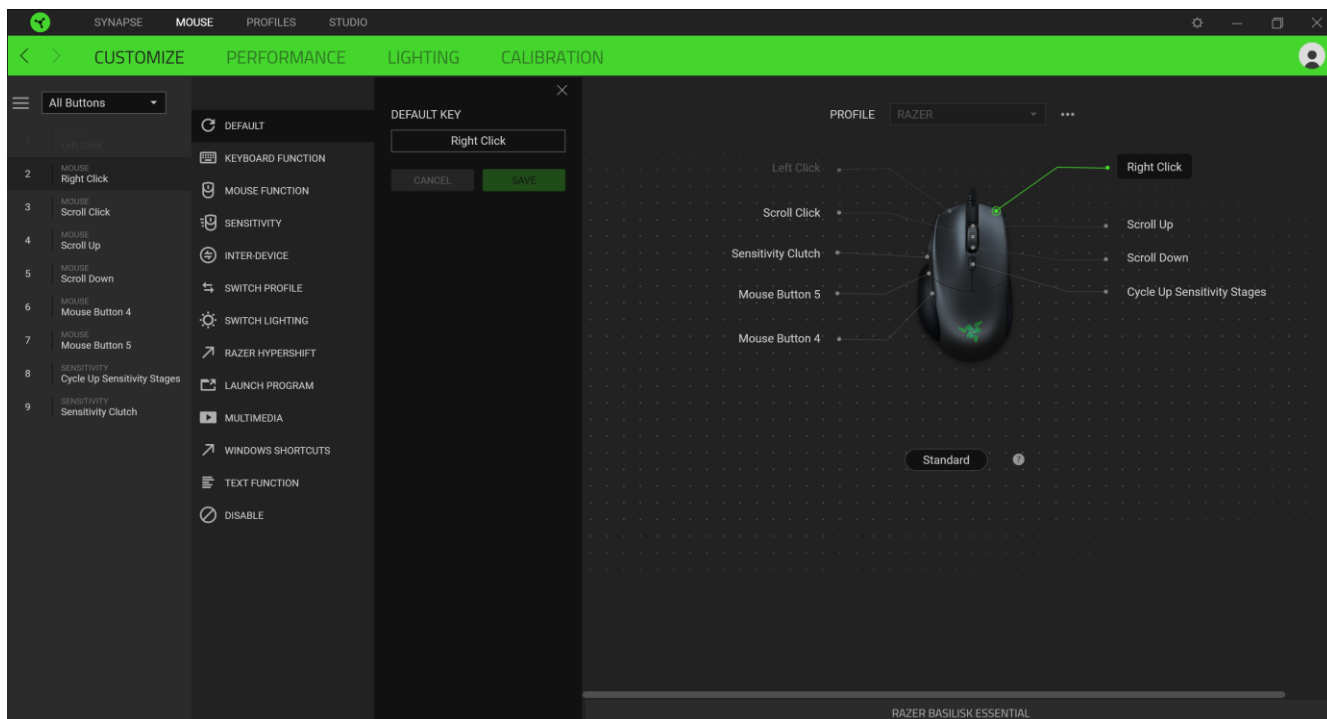 SYNAPSE MOUSE PROFILES STUDIO
CUSTOMIZE PERFORMANCE LIGHTING CALIBRATION
All Buttons
1 Left Click
2 MOUSE
Right Click
3 MOUSE
Scroll Click
4 MOUSE
Scroll Up
5 MOUSE
Scroll Down
6 MOUSE
Mouse Button 4
7 MOUSE
Mouse Button 5
8 SENSITIVITY
Cycle Up Sensitivity Stages
9 SENSITIVITY
Sensitivity Clutch
DEFAULT
KEYBOARD FUNCTION
MOUSE FUNCTION
SENSITIVITY
INTER-DEVICE
SWITCH PROFILE
SWITCH LIGHTING
RAZER HYPERSHIFT
LAUNCH PROGRAM
MULTIMEDIA
WINDOWS SHORTCUTS
TEXT FUNCTION
DISABLE
DEFAULT KEY
Right Click
CANCEL SAVE
PROFILE RAZER
Left Click
Scroll Click
Sensitivity Clutch
Mouse Button 5
Mouse Button 4
Right Click
Scroll Up
Scroll Down
Cycle Up Sensitivity Stages
Standard ?
RAZER BASILISK ESSENTIAL